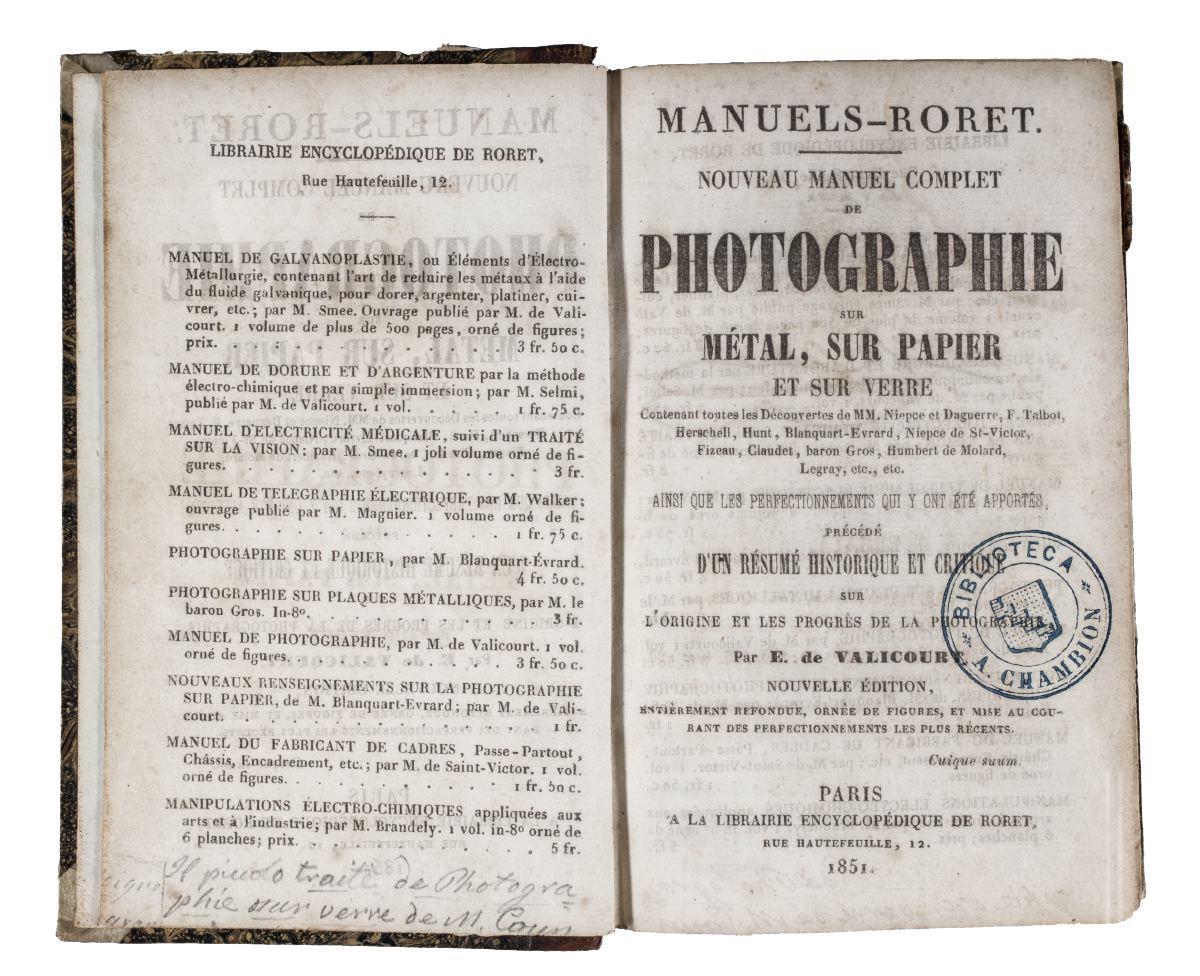 LIBRAIRIE ENCYCLOPÉDIQUE DE RORET,
Rue Hautefeuille, 12.
MANUEL DE GALVANOPLASTIE, ou Éléments d'Électro-
Métallurgie, contenant l'art de réduire les métaux à l'aide
du fluide galvanique, pour dorer, argenter, platiner, cui-
vrer, etc.; par M. Smee. Ouvrage publié par M. de Vali-
court. 1 volume de plus de 500 pages, orné de figures;
prix. . . . . . . . . . . . 3 fr. 50 c.
MANUEL DE DORURE ET D'ARGENTURE par la méthode
électro-chimique et par simple immersion; par M. Selmi,
publié par M. de Valicourt. 1 vol. . . . . 1 fr. 75 c.
MANUEL D'ELECTRICITÉ MÉDICALE, suivi d'un TRAITÉ
SUR LA VISION; par M. Smee. 1 joli volume orné de fi-
gures. . . . . . . . . . . . . 3 fr.
MANUEL DE TELEGRAPHIE ÉLECTRIQUE, par M. Walker;
ouvrage publié par M. Magnier. 1 volume orné de fi-
gures. . . . . . . . . . . . 1 fr. 75 c.
PHOTOGRAPHIE SUR PAPIER, par M. Blanquart-Évrard.
4 fr. 50 c.
PHOTOGRAPHIE SUR PLAQUES MÉTALLIQUES, par M. le
baron Gros. In-8o. . . . . . . . . . 3 fr.
MANUEL DE PHOTOGRAPHIE, par M. de Valicourt. 1 vol.
orné de figures. . . . . . . . . 3 fr. 50 c.
NOUVEAUX RENSEIGNEMENTS SUR LA PHOTOGRAPHIE
SUR PAPIER, de M. Blanquart-Evrard; par M. de Vali-
court. . . . . . . . . . . . . 1 fr.
MANUEL DU FABRICANT DE CADRES, Passe-Partout,
Châssis, Encadrement, etc.; par M. de Saint-Victor. 1 vol.
orné de figures. . . . . . . . . 1 fr. 50 c.
MANIPULATIONS ÉLECTRO-CHIMIQUES appliquées aux
arts et à l'industrie; par M. Brandely. 1 vol. in-8o orné de
6 planches; prix . . . . . . . . . 5 fr.
traité de Photogra-
phie sur verre de M.
MANUELS-RORET.
NOUVEAU MANUEL COMPLET
DE
PHOTOGRAPHIE
SUR
MÉTAL, SUR PAPIER
ET SUR VERRE
Contenant toutes les Découvertes de MM. Niepce et Daguerre, F. Talbot,
Herschell, Hunt, Blanquart-Evrard, Niepce de St-Victor,
Fizeau, Claudet, baron Gros, Humbert de Molard,
Legray, etc., etc.
AINSI QUE LES PERFECTIONNEMENTS QUI Y ONT ÉTÉ APPORTÉS,
PRÉCÉDÉ
D'UN RÉSUMÉ HISTORIQUE ET CRITIQUE
SUR
L'ORIGINE ET LES PROGRÈS DE LA PHOTOGRAPHIE,
Par E. de VALICOURT.
NOUVELLE ÉDITION,
ENTIÈREMENT REFONDUE, ORNÉE DE FIGURES, ET MISE AU COU-
RANT DES PERFECTIONNEMENTS LES PLUS RÉCENTS.
Cuique suum.
PARIS
A LA LIBRAIRIE ENCYCLOPÉDIQUE DE RORET,
RUE HAUTEFEUILLE, 12.
1851.
BIBLIOTECA
A. CHAMBION